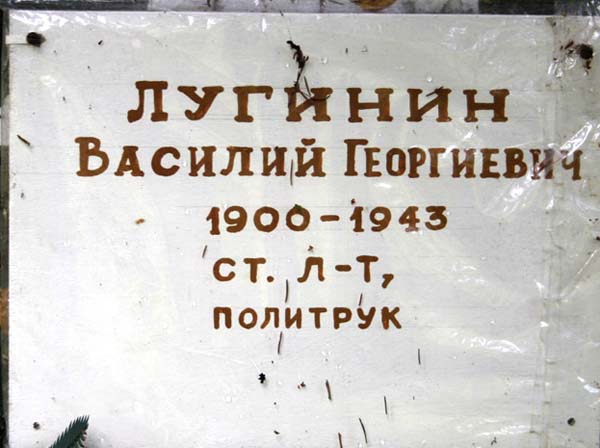 ЛУГИНИН
ВАСИЛИЙ ГЕОРГИЕВИЧ
1900-1943
СТ. Л-Т,
ПОЛИТРУК